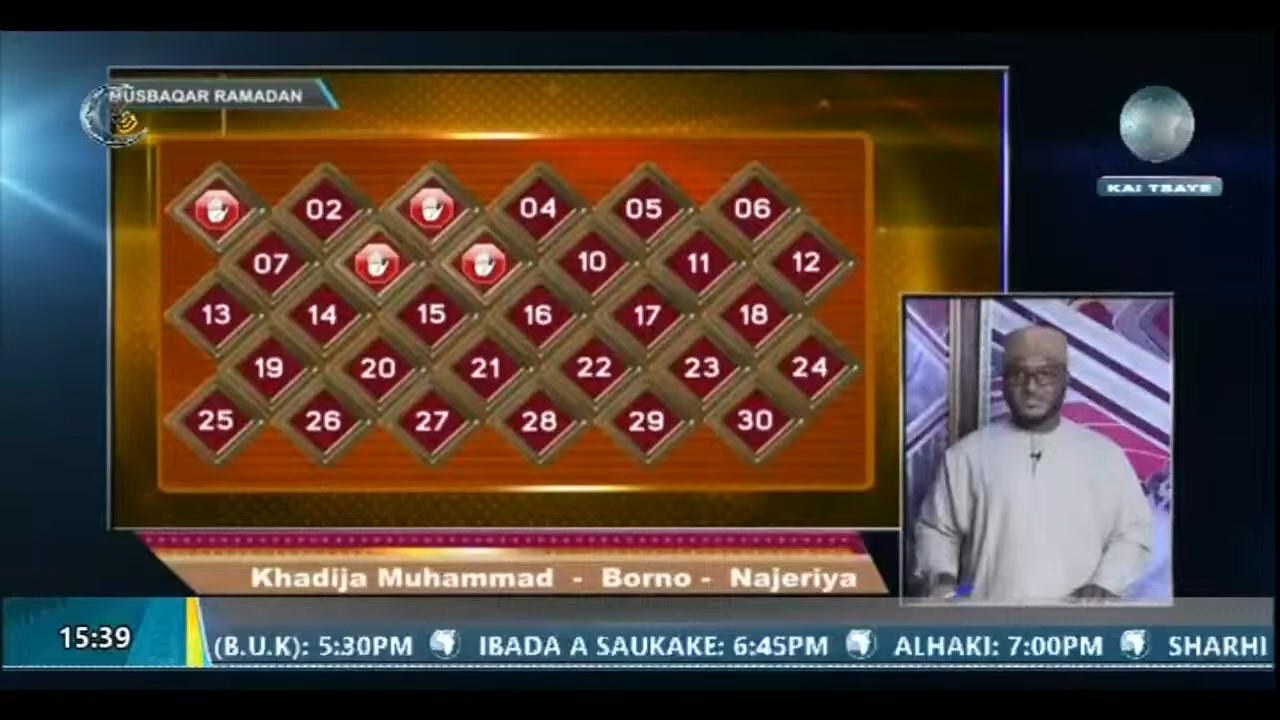 MUSBAQAR RAMADAN
KAI TSAYE
02 04 05 06
07 10 11 12
13 14 15 16 17 18
19 20 21 22 23 24
25 26 27 28 29 30
Khadija Muhammad - Borno - Najeriya
15:39
(B.U.K): 5:30PM IBADA A SAUKAKE: 6:45PM ALHAKI: 7:00PM SHARHI